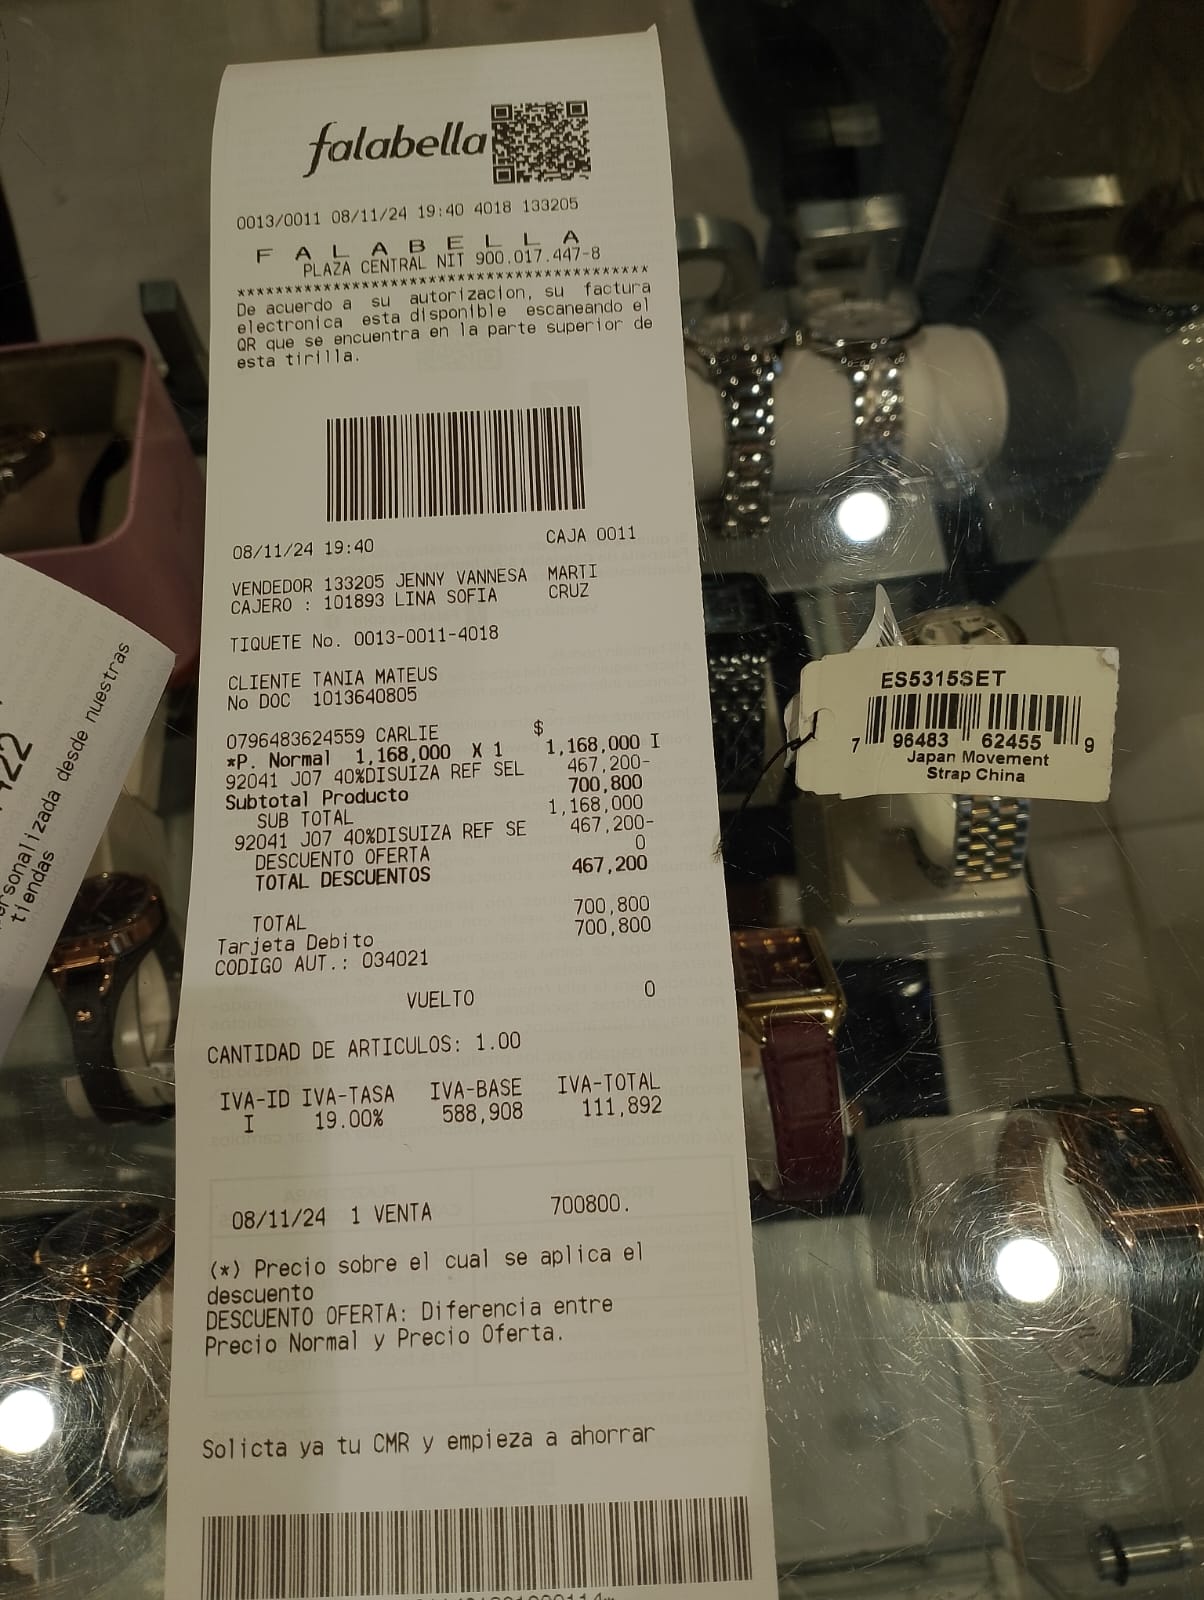 falabella
0013/0011 08/11/24 19:40 4018 133205
F A L A B E L L A
PLAZA CENTRAL NIT 900.017.447-8
****************************************
De acuerdo a su autorizacion, su factura
electronica esta disponible escaneando el
QR que se encuentra en la parte superior de
esta tirilla.
08/11/24 19:40 CAJA 0011
VENDEDOR 133205 JENNY VANNESA MARTI
CAJERO : 101893 LINA SOFIA CRUZ
TIQUETE No. 0013-0011-4018
CLIENTE TANIA MATEUS
No DOC 1013640805
0796483624559 CARLIE $
*P. Normal 1,168,000 X 1 1,168,000 I
92041 J07 40%DISUIZA REF SEL 467,200-
Subtotal Producto 700,800
SUB TOTAL 1,168,000
92041 J07 40%DISUIZA REF SE 467,200-
DESCUENTO OFERTA 0
TOTAL DESCUENTOS 467,200
TOTAL 700,800
Tarjeta Debito 700,800
CODIGO AUT.: 034021
VUELTO 0
CANTIDAD DE ARTICULOS: 1.00
IVA-ID IVA-TASA IVA-BASE IVA-TOTAL
I 19.00% 588,908 111,892
08/11/24 1 VENTA 700800.
(*) Precio sobre el cual se aplica el
descuento
DESCUENTO OFERTA: Diferencia entre
Precio Normal y Precio Oferta.
Solicta ya tu CMR y empieza a ahorrar
ES5315SET
7 96483 62455 9
Japan Movement
Strap China
422
ersonalizada desde nuestras
tiendas